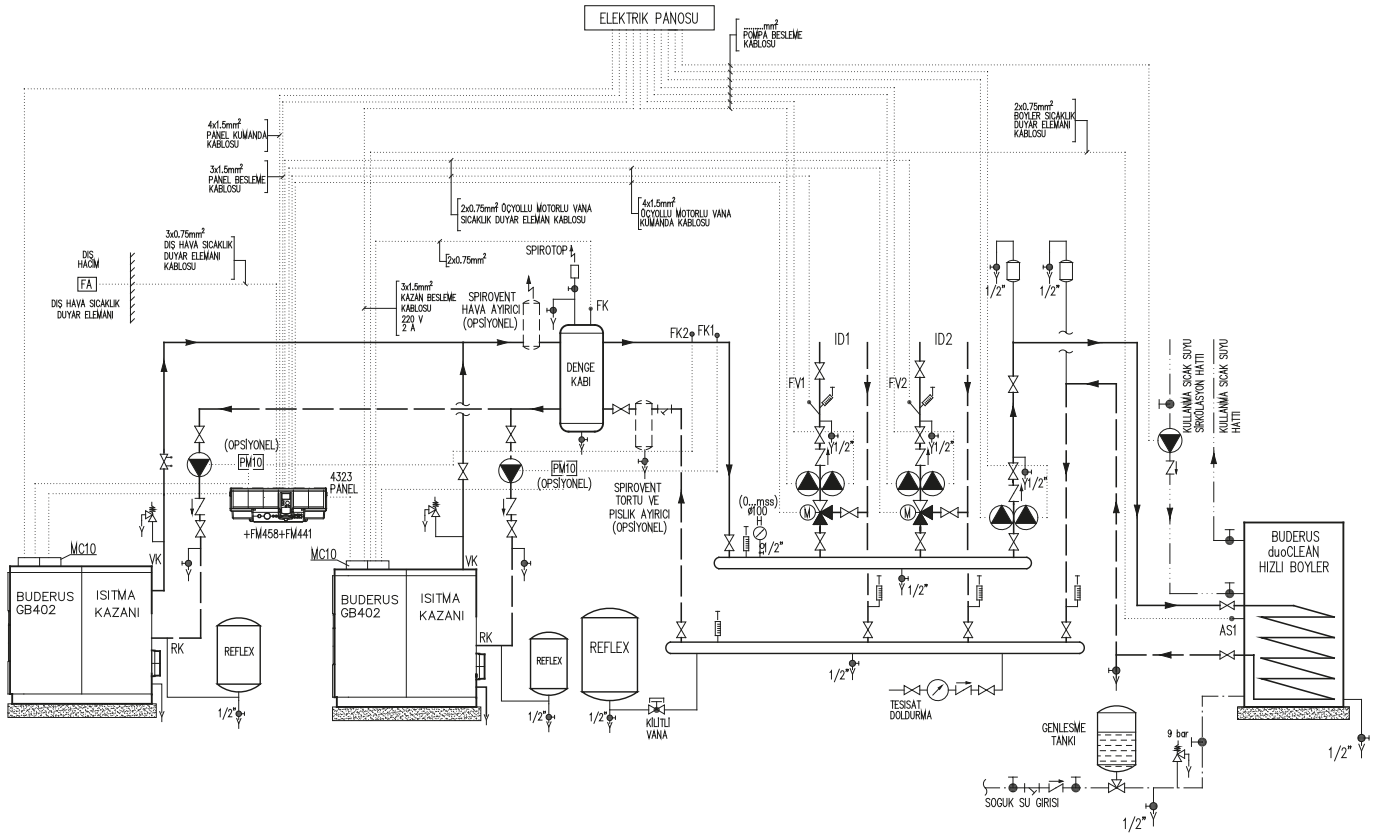 ELEKTRIK PANOSU
........mm²
POMPA BESLEME
KABLOSU
4x1.5mm²
PANEL KUMANDA
KABLOSU
2x0.75mm²
BOYLER SICAKLIK
DUYAR ELEMANI
KABLOSU
3x1.5mm²
PANEL BESLEME
KABLOSU
2x0.75mm² ÜÇYOLLU MOTORLU VANA
SICAKLIK DUYAR ELEMAN KABLOSU
4x1.5mm²
ÜÇYOLLU MOTORLU VANA
KUMANDA KABLOSU
3x0.75mm²
DIŞ HAVA SICAKLIK
DUYAR ELEMANI
KABLOSU
DIŞ
HACİM
FA
DIŞ HAVA SICAKLIK
DUYAR ELEMANI
2x0.75mm²
SPIROTOP
3x1.5mm²
KAZAN BESLEME
KABLOSU
220 V
2 A
SPIROVENT
HAVA AYIRICI
(OPSİYONEL)
FK
1/2"
1/2"
FK2
FK1
ID1
ID2
DENGE
KABI
FV1
FV2
KULLANMA SICAK SUYU
SİRKÜLASYON HATTI
KULLANMA SICAK SUYU
HATTI
(OPSİYONEL)
PM10
4323
PANEL
PM10
(OPSİYONEL)
1/2"
1/2"
1/2"
SPIROVENT
TORTU VE
PISLIK AYIRICI
(OPSİYONEL)
(0...mss)
ø100
H
M
M
+FM458+FM441
1/2"
MC10
VK
MC10
VK
BUDERUS
duoCLEAN
HIZLI BOYLER
BUDERUS
GB402
ISITMA
KAZANI
BUDERUS
GB402
ISITMA
KAZANI
1/2"
AS1
RK
RK
REFLEX
REFLEX
REFLEX
1/2"
1/2"
1/2"
1/2"
KİLİTLİ
VANA
TESISAT
DOLDURMA
GENLESME
TANKI
9 bar
1/2"
SOGUK SU GIRISI
1/2"